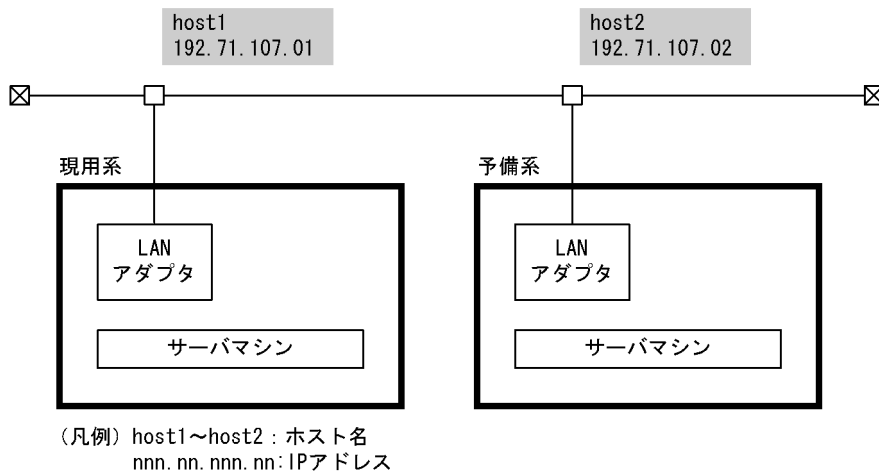 host1
192.71.107.01
host2
192.71.107.02
現用系
予備系
LAN
アダプタ
LAN
アダプタ
サーバマシン
サーバマシン
（凡例）host1～host2：ホスト名
nnn.nn.nnn.nn:IPアドレス